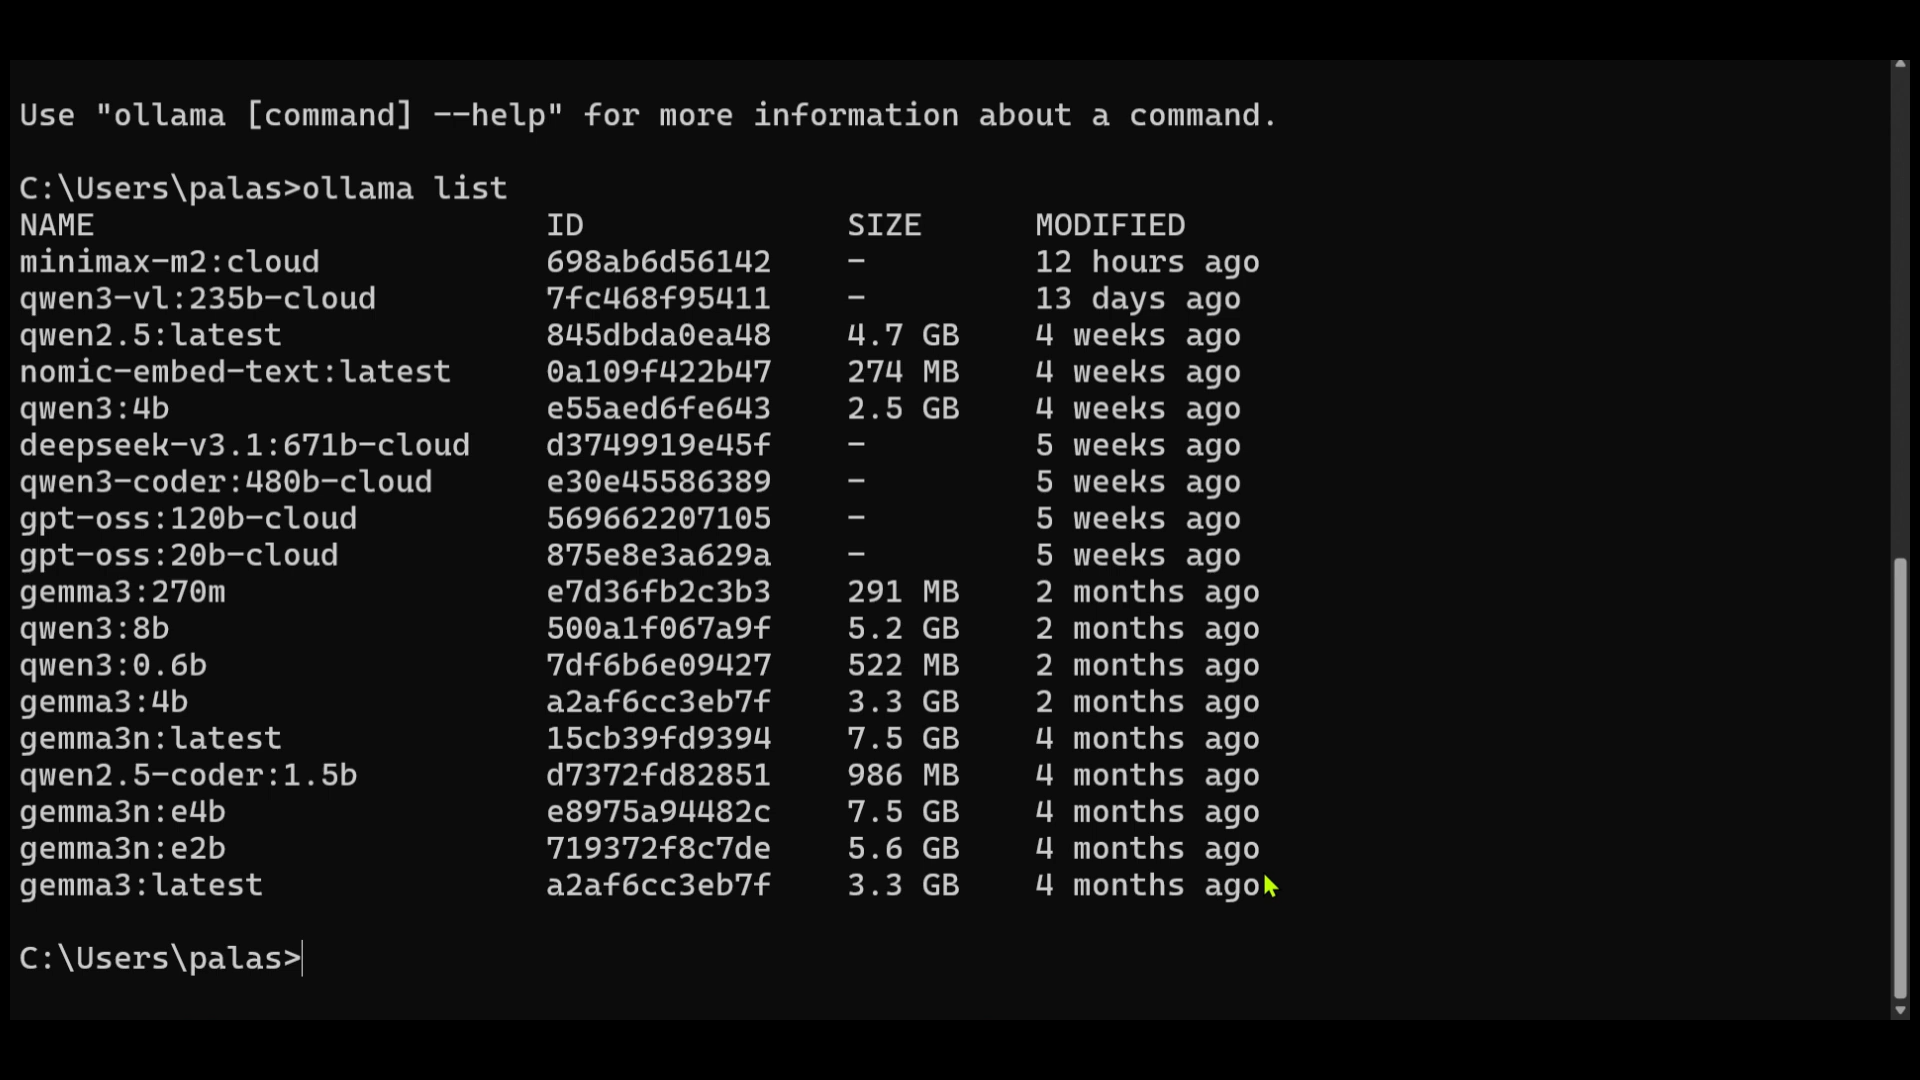 Use "ollama [command] --help" for more information about a command.
C:\Users\palas>ollama list
NAME ID SIZE MODIFIED
minimax-m2:cloud 698ab6d56142 - 12 hours ago
qwen3-vl:235b-cloud 7fc468f95411 - 13 days ago
qwen2.5:latest 845dbda0ea48 4.7 GB 4 weeks ago
nomic-embed-text:latest 0a109f422b47 274 MB 4 weeks ago
qwen3:4b e55aed6fe643 2.5 GB 4 weeks ago
deepseek-v3.1:671b-cloud d3749919e45f - 5 weeks ago
qwen3-coder:480b-cloud e30e45586389 - 5 weeks ago
gpt-oss:120b-cloud 569662207105 - 5 weeks ago
gpt-oss:20b-cloud 875e8e3a629a - 5 weeks ago
gemma3:270m e7d36fb2c3b3 291 MB 2 months ago
qwen3:8b 500a1f067a9f 5.2 GB 2 months ago
qwen3:0.6b 7df6b6e09427 522 MB 2 months ago
gemma3:4b a2af6cc3eb7f 3.3 GB 2 months ago
gemma3n:latest 15cb39fd9394 7.5 GB 4 months ago
qwen2.5-coder:1.5b d7372fd82851 986 MB 4 months ago
gemma3n:e4b e8975a94482c 7.5 GB 4 months ago
gemma3n:e2b 719372f8c7de 5.6 GB 4 months ago
gemma3:latest a2af6cc3eb7f 3.3 GB 4 months ago
C:\Users\palas>